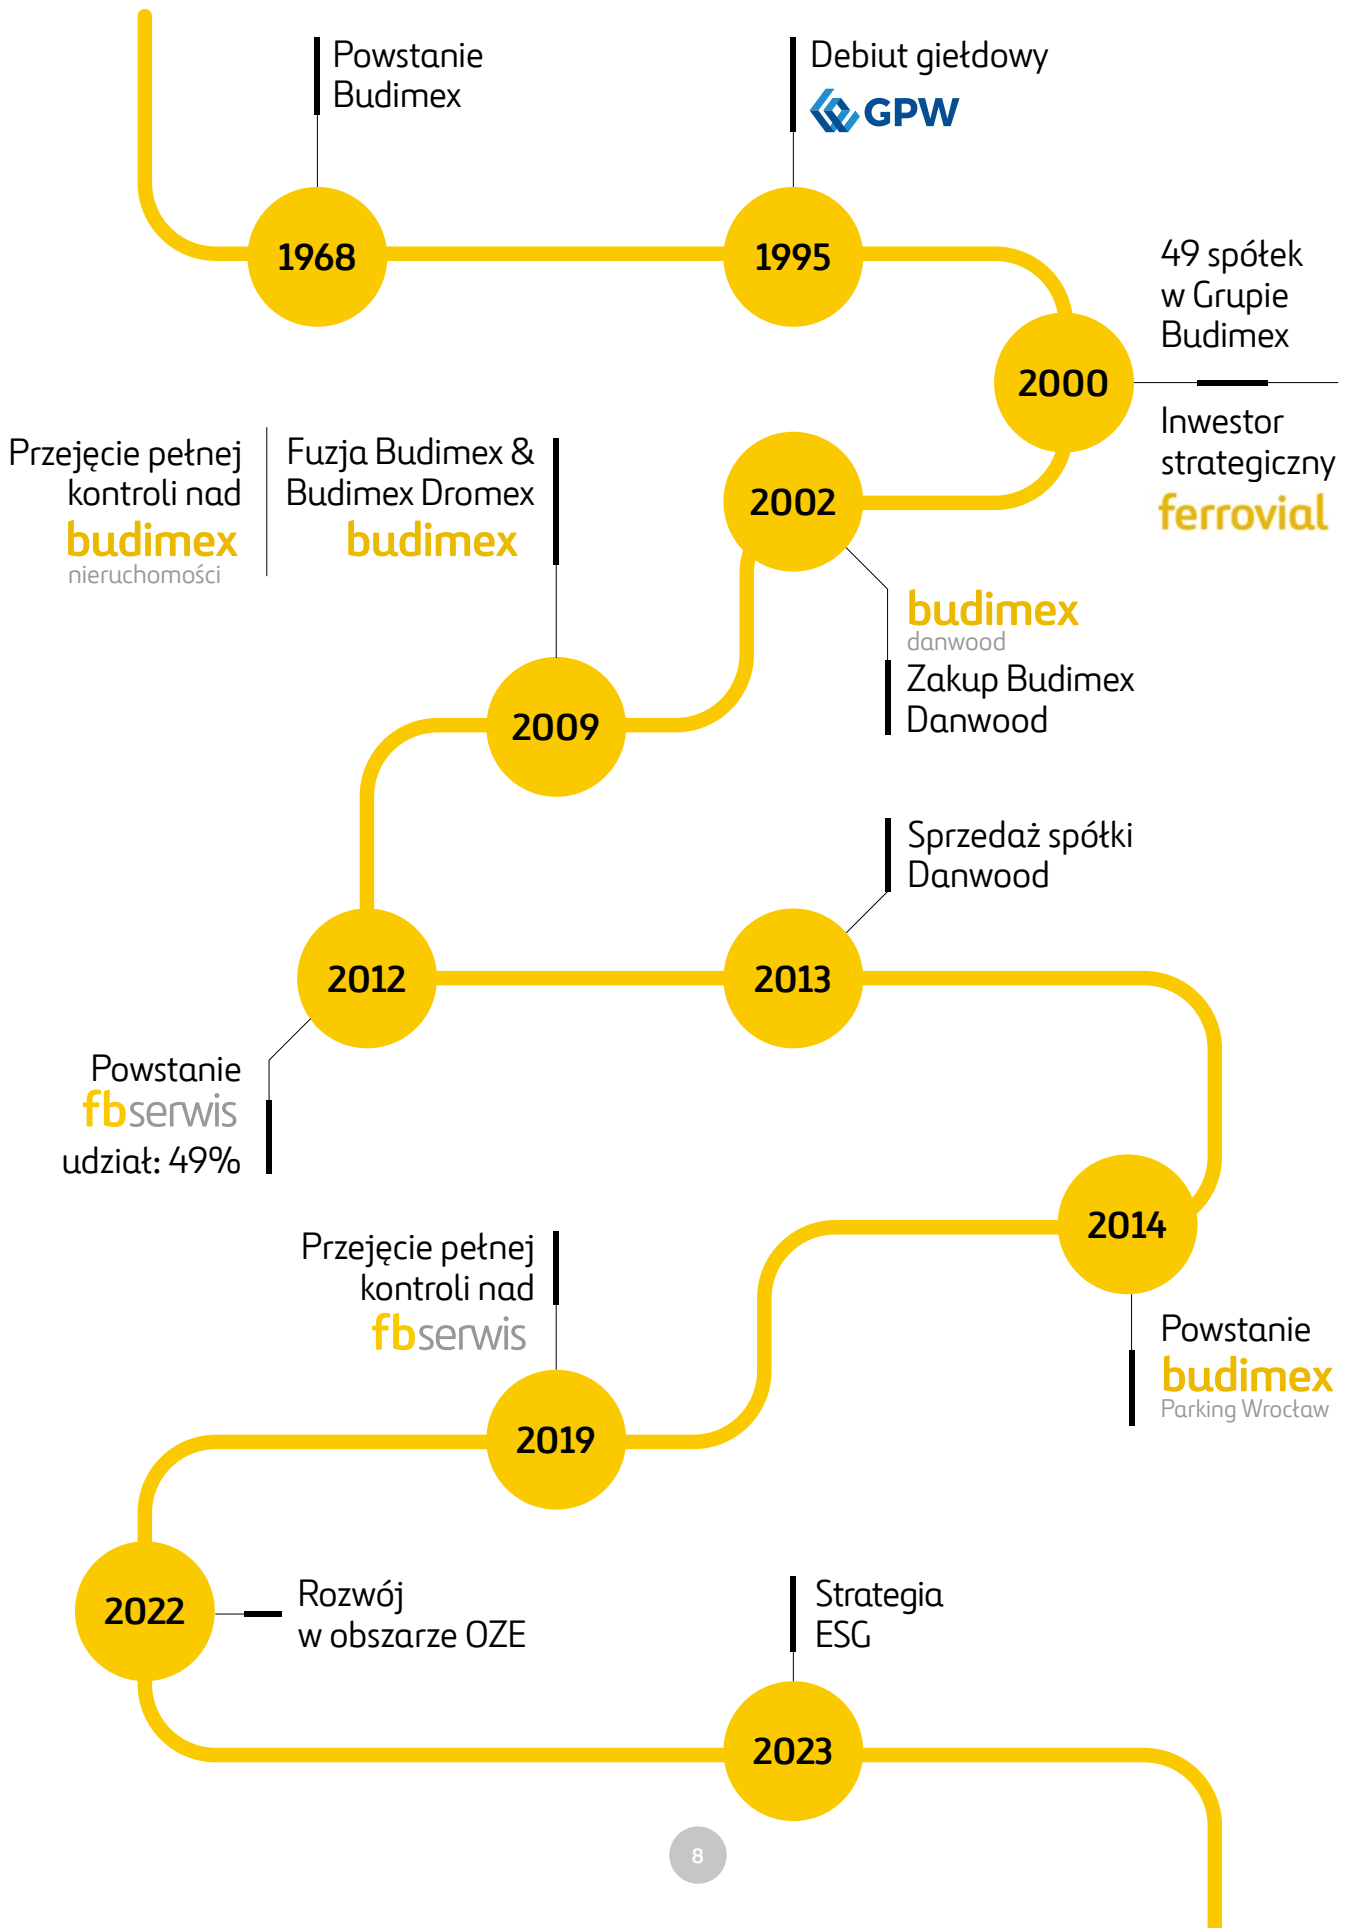 Powstanie
Budimex
1968
Debiut giełdowy
GPW
1995
49 spółek
w Grupie
Budimex
2000
Inwestor
strategiczny
ferrovial
2002
budimex
danwood
Zakup Budimex
Danwood
Przejęcie pełnej
kontroli nad
budimex
nieruchomości
Fuzja Budimex &
Budimex Dromex
budimex
2009
2012
Powstanie
fbserwis
udział: 49%
Sprzedaż spółki
Danwood
2013
2014
Powstanie
budimex
Parking Wrocław
Przejęcie pełnej
kontroli nad
fbserwis
2019
2022
Rozwój
w obszarze OZE
Strategia
ESG
2023
8